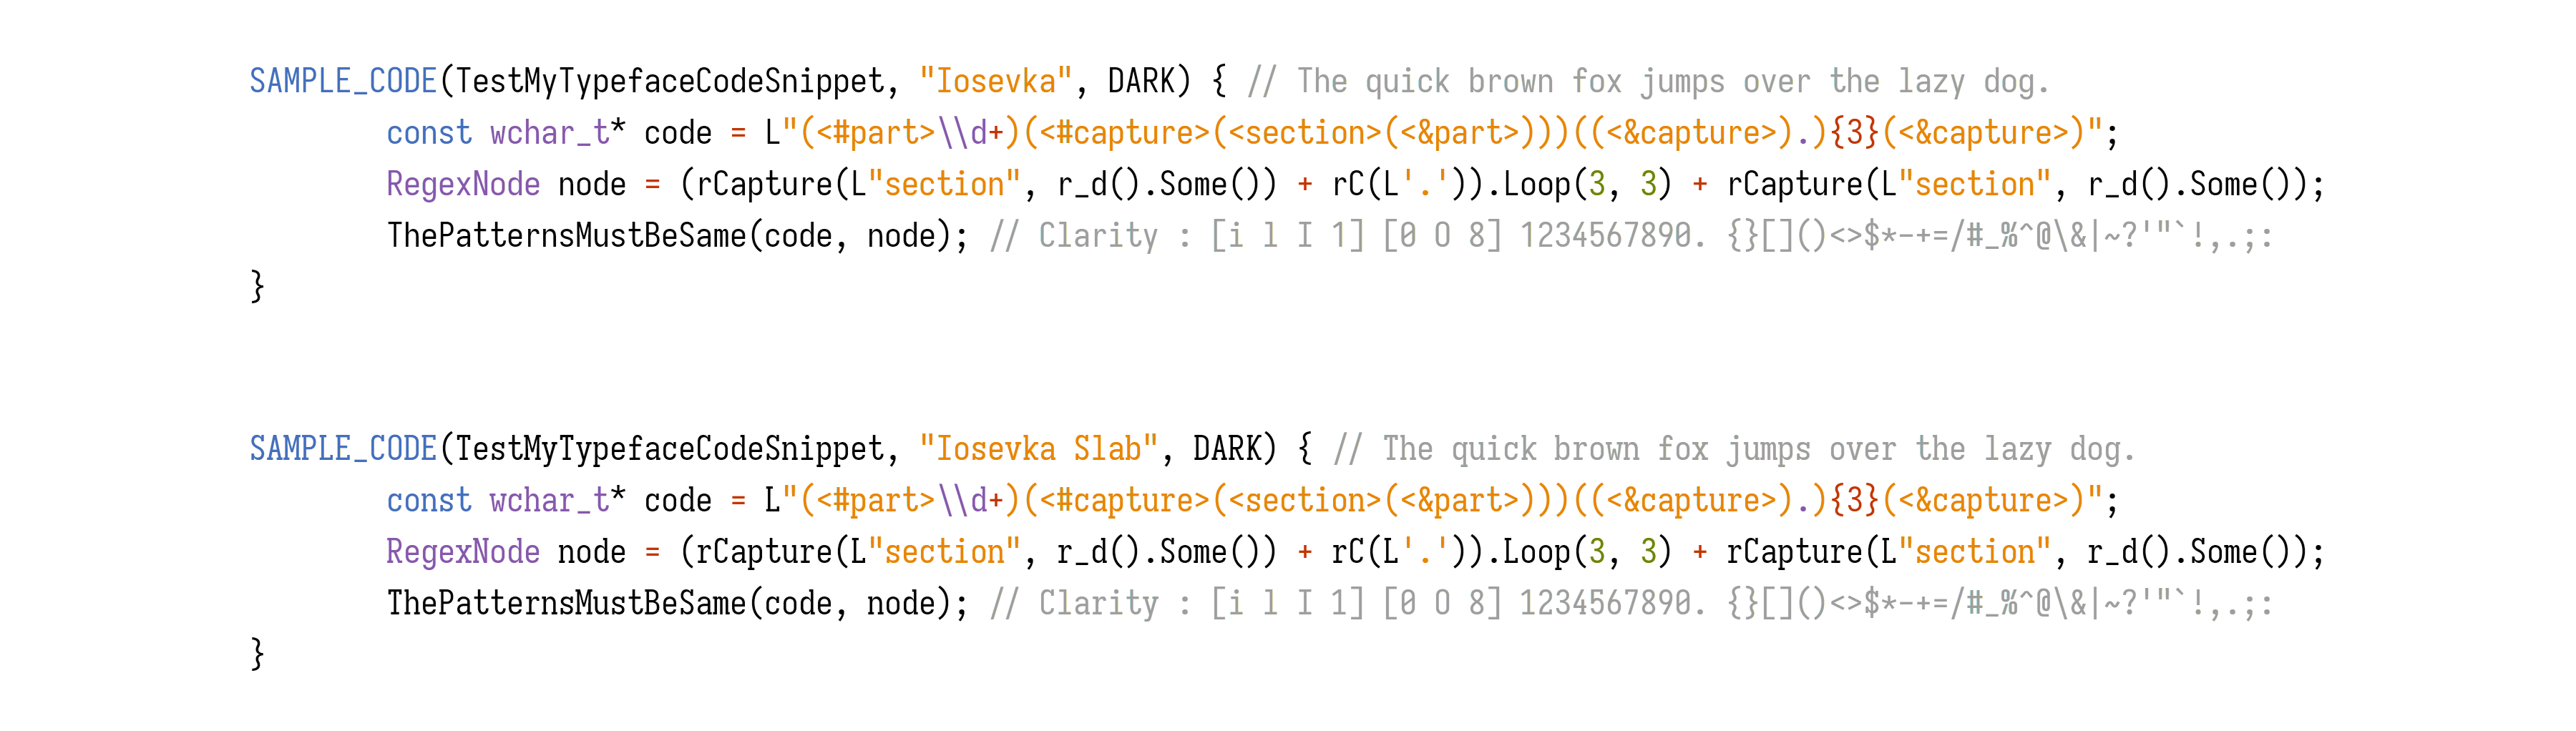 SAMPLE_CODE(TestMyTypefaceCodeSnippet, "Iosevka", DARK) { // The quick brown fox jumps over the lazy dog.
const wchar_t* code = L"(<#part>\\d+)(<#capture>(<section>(<&part>)))((<&capture>).){3}(<&capture>)";
RegexNode node = (rCapture(L"section", r_d().Some()) + rC(L'.')).Loop(3, 3) + rCapture(L"section", r_d().Some());
ThePatternsMustBeSame(code, node); // Clarity : [i l I 1] [0 O 8] 1234567890. {}[]()<>$*-+=/#_%^@\&|~?'"`!,.;:
}
SAMPLE_CODE(TestMyTypefaceCodeSnippet, "Iosevka Slab", DARK) { // The quick brown fox jumps over the lazy dog.
const wchar_t* code = L"(<#part>\\d+)(<#capture>(<section>(<&part>)))((<&capture>).){3}(<&capture>)";
RegexNode node = (rCapture(L"section", r_d().Some()) + rC(L'.')).Loop(3, 3) + rCapture(L"section", r_d().Some());
ThePatternsMustBeSame(code, node); // Clarity : [i l I 1] [0 O 8] 1234567890. {}[]()<>$*-+=/#_%^@\&|~?'"`!,.;:
}